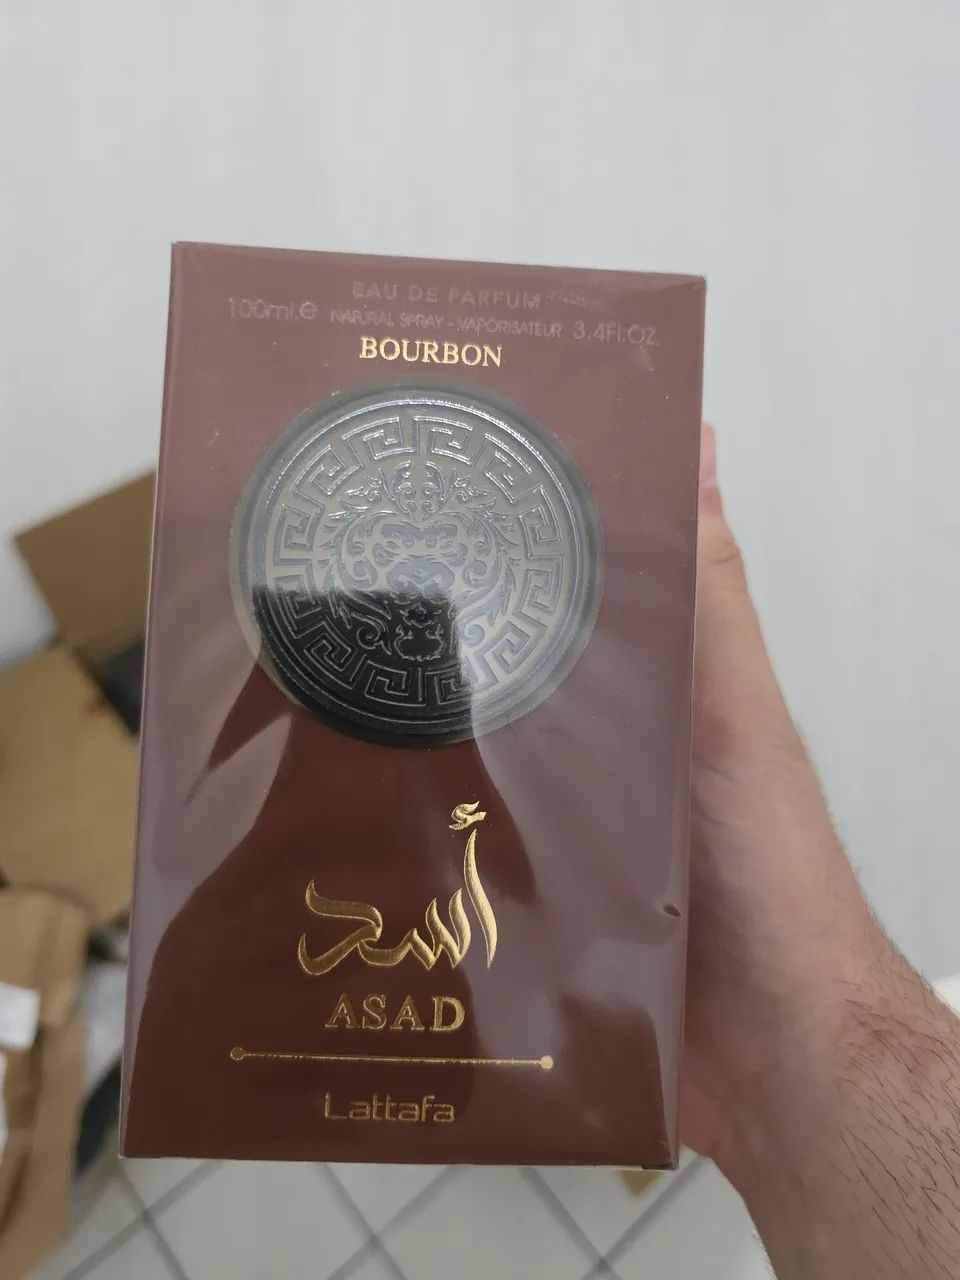 EAU DE PARFUM
100ml.e NATURAL SPRAY - VAPORISATEUR 3.4Fl.OZ.
BOURBON
أسد
ASAD
Lattafa